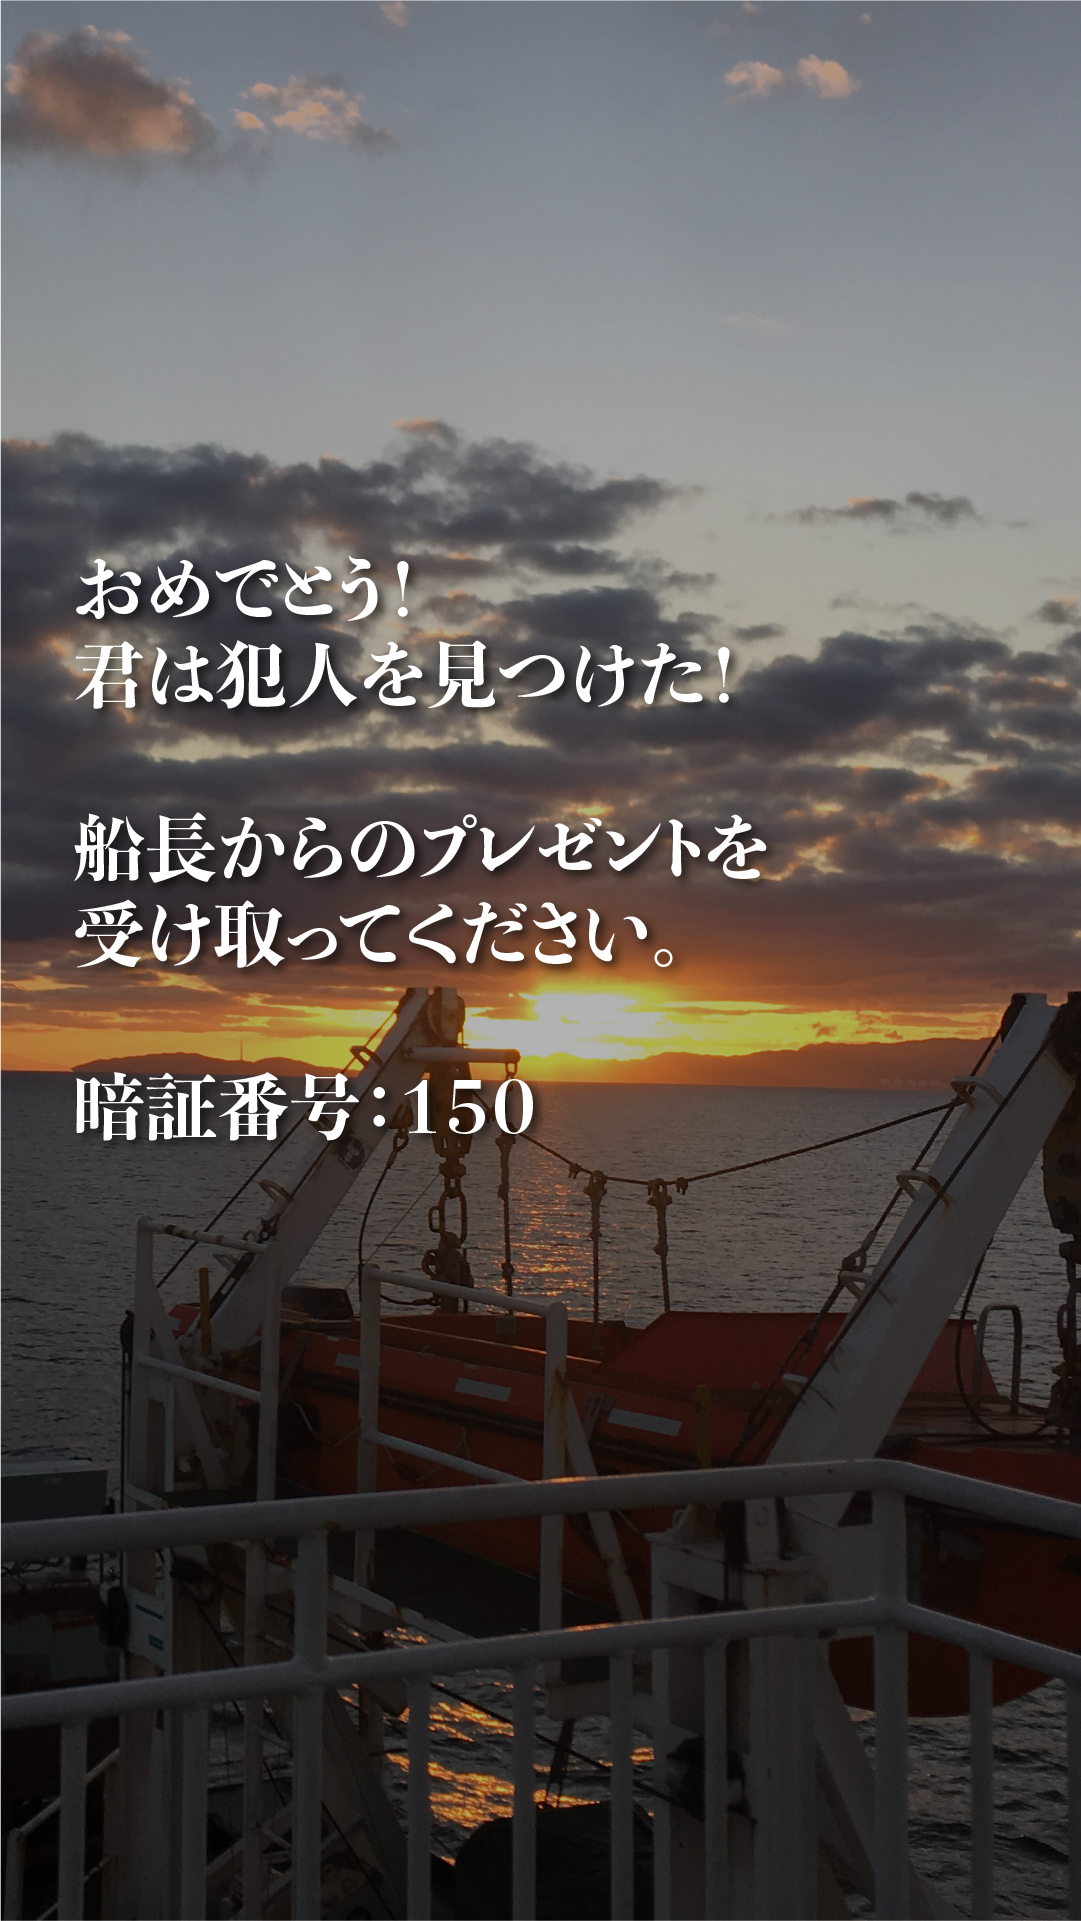 おめでとう!
君は犯人を見つけた!
船長からのプレゼントを
受け取ってください。
暗証番号:150